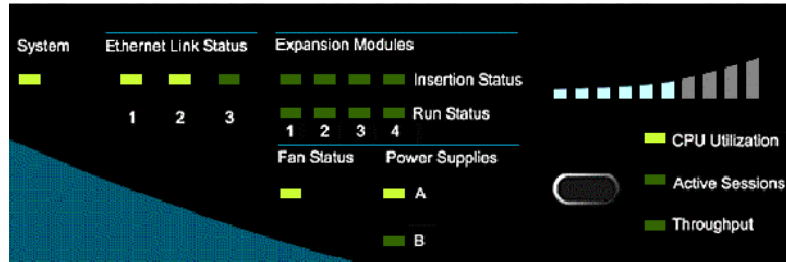 System
Ethernet Link Status
Expansion Modules
Insertion Status
1 2 3
Run Status
1 2 3 4
CPU Utilization
Fan Status
Power Supplies
A
Active Sessions
Throughput
B